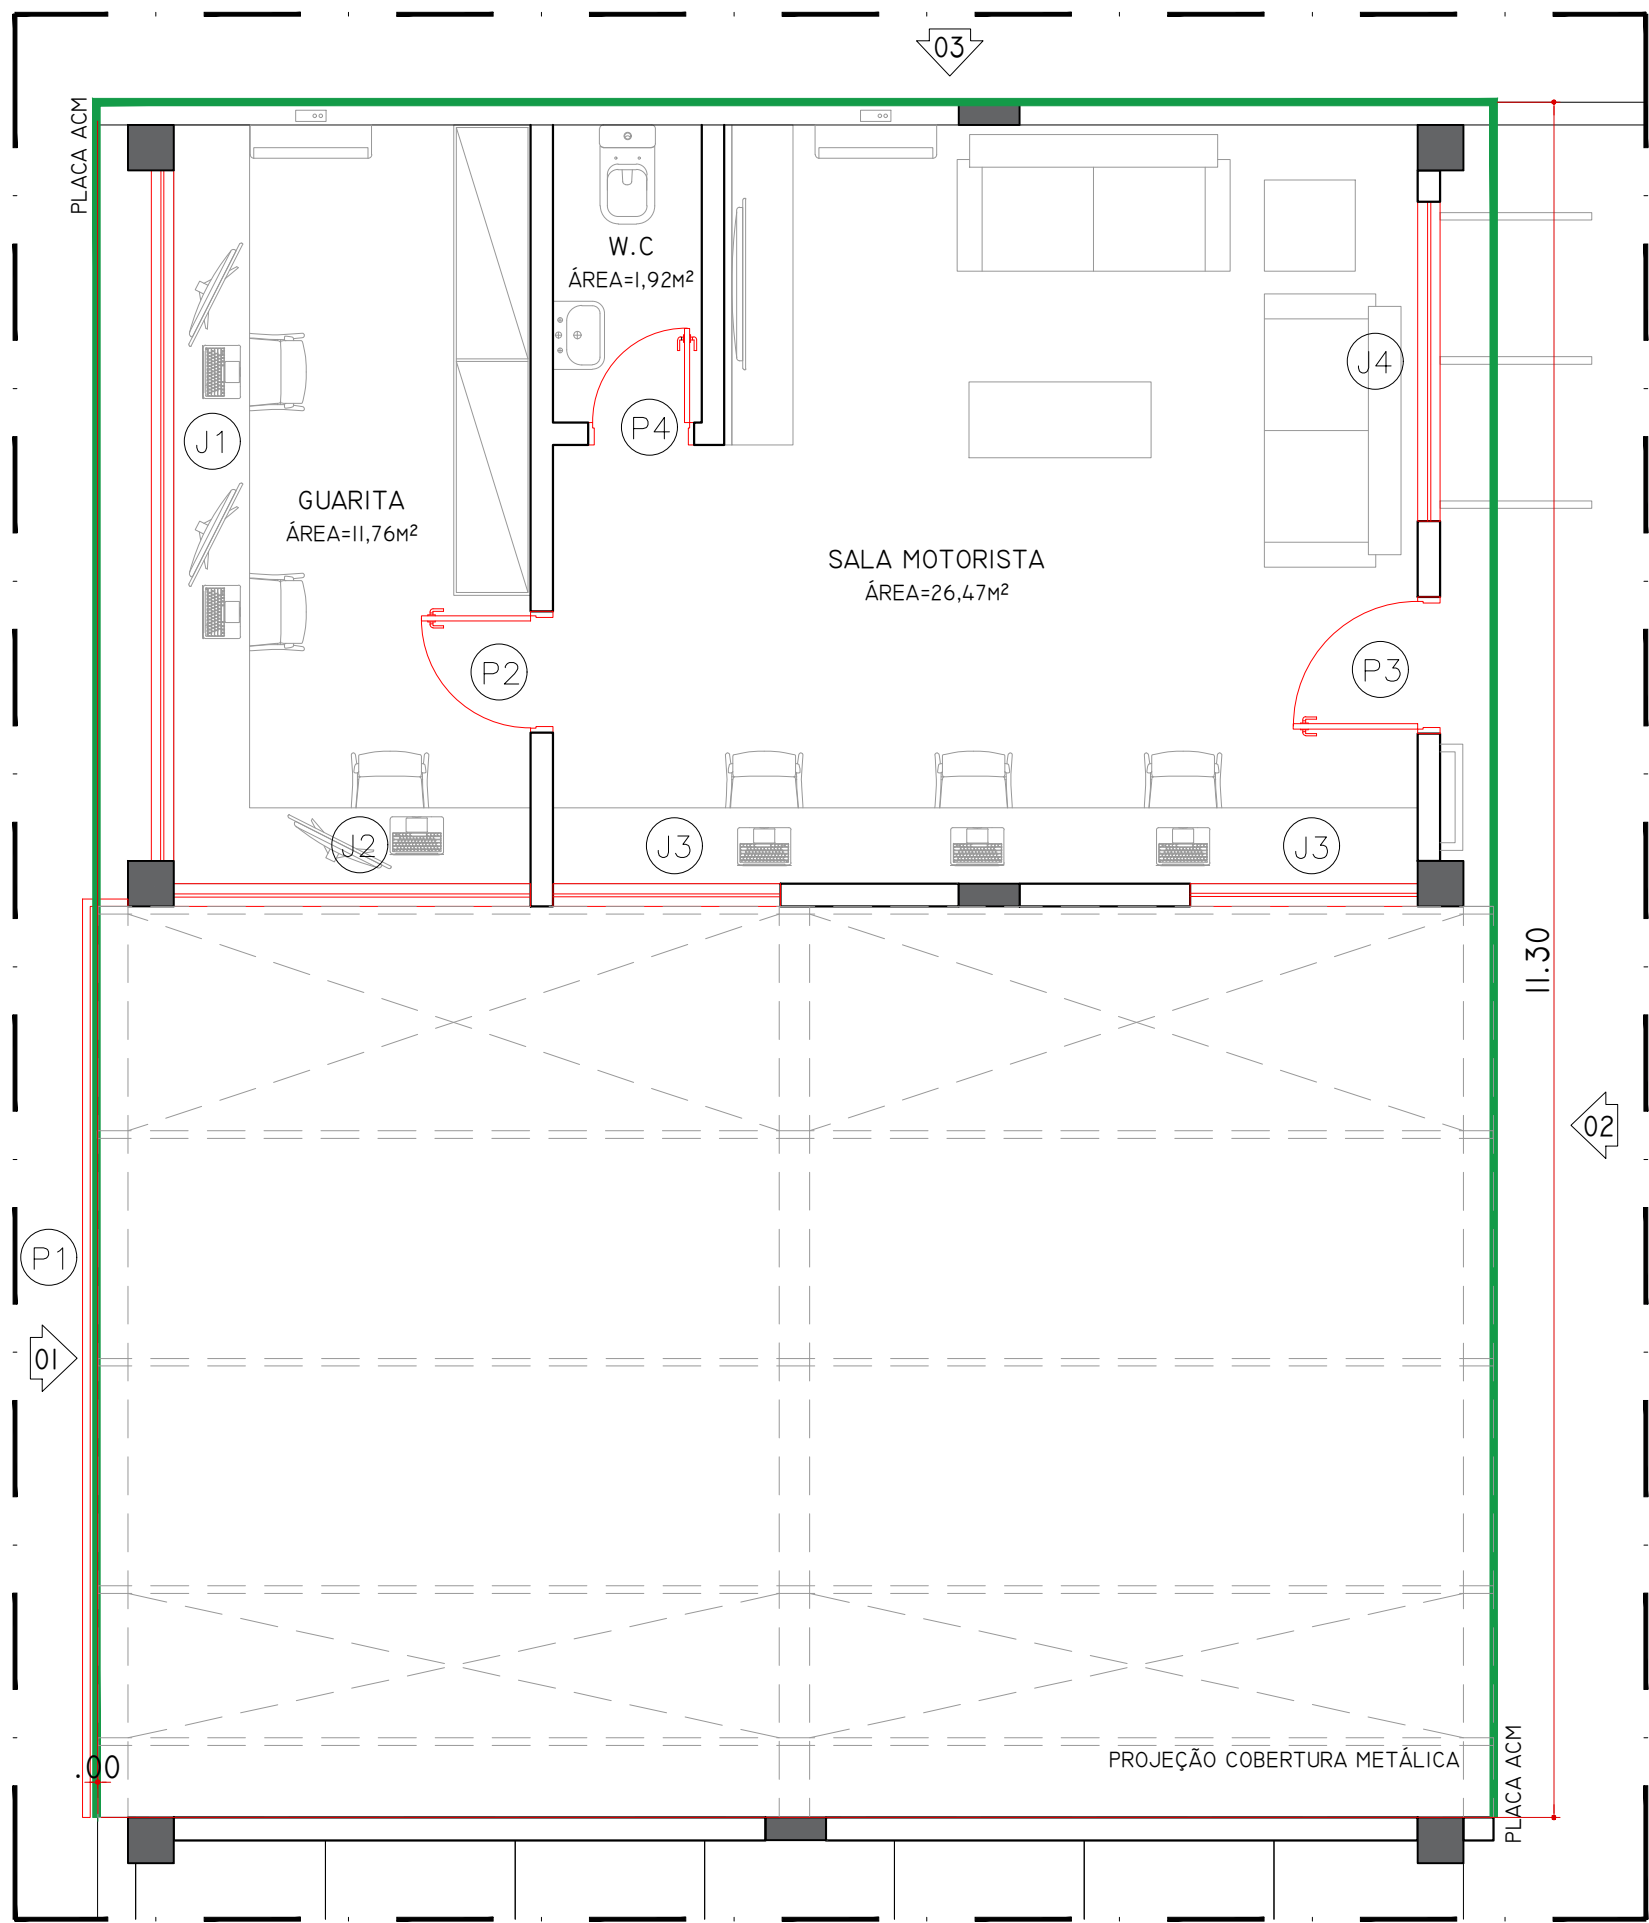 03
PLACA ACM
W.C
ÁREA=1,92M²
J4
P4
J1
GUARITA
ÁREA=11,76M²
SALA MOTORISTA
ÁREA=26,47M²
P2
P3
J2
J3
J3
11.30
02
P1
01
.00
PROJEÇÃO COBERTURA METÁLICA
PLACA ACM